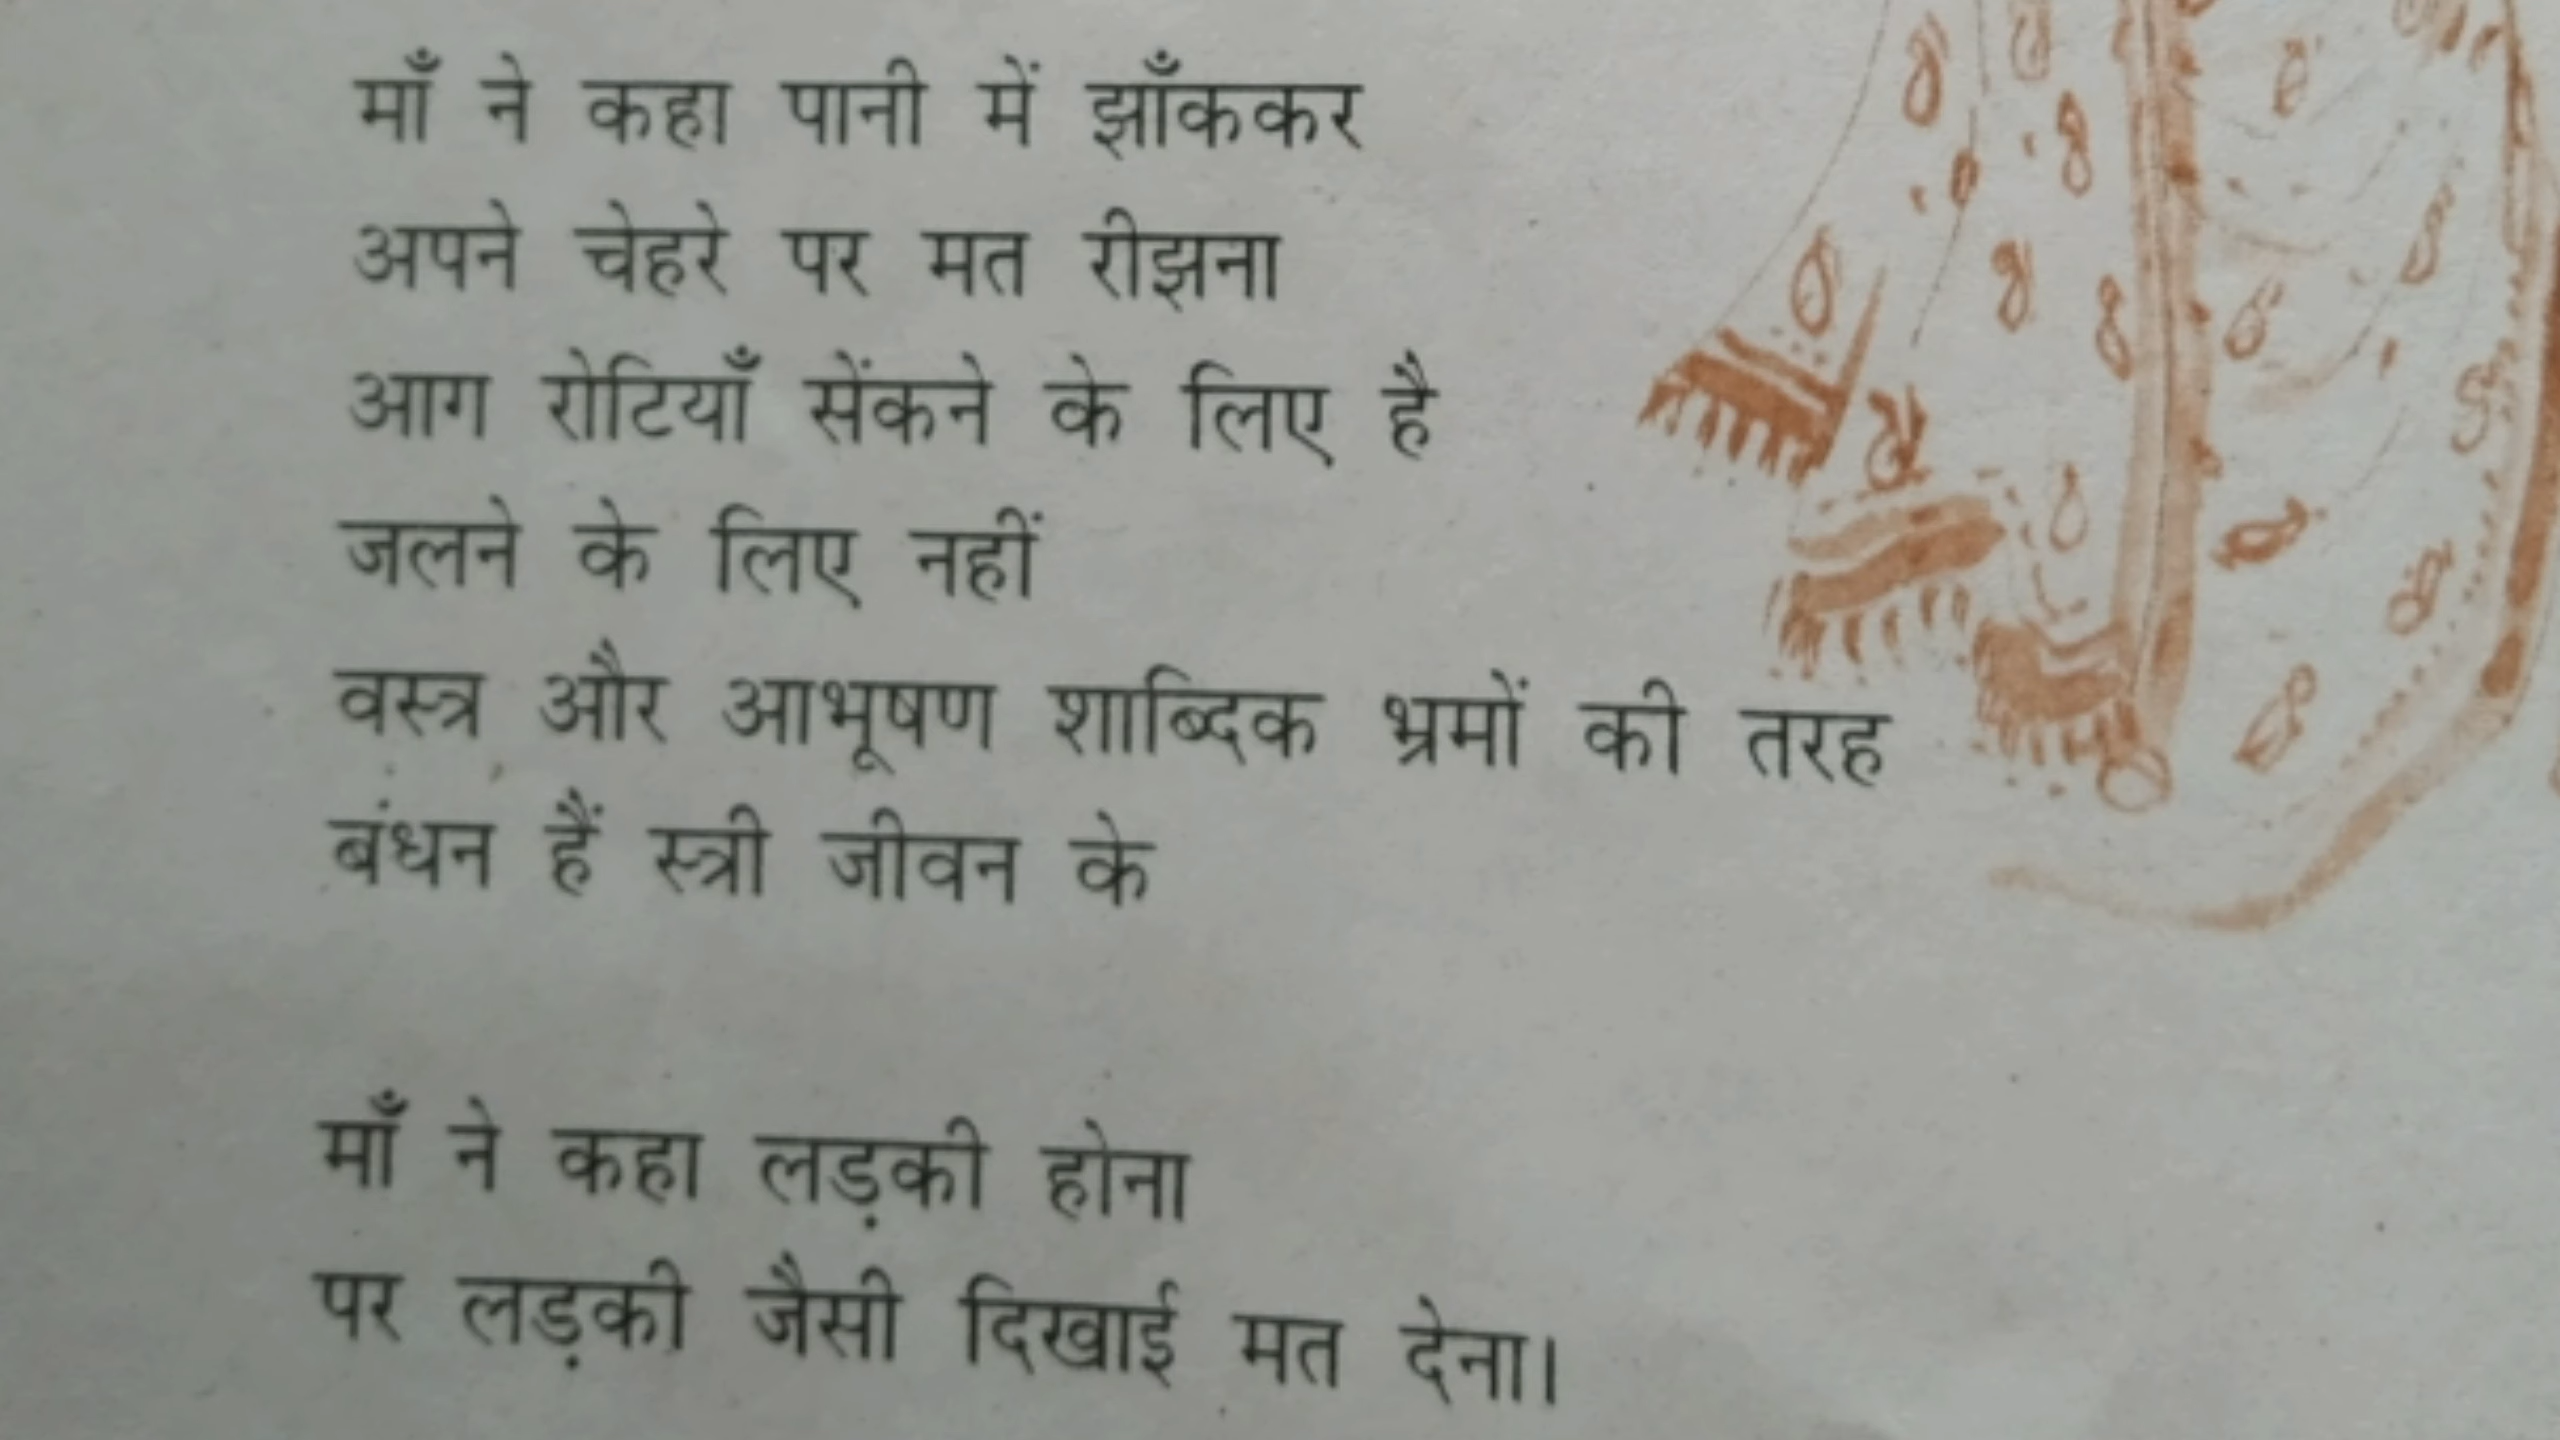 माँ ने कहा पानी में झाँककर
अपने चेहरे पर मत रीझना
आग रोटियाँ सेंकने के लिए है
जलने के लिए नहीं
वस्त्र और आभूषण शाब्दिक भ्रमों की तरह
बंधन हैं स्त्री जीवन के
माँ ने कहा लड़की होना
पर लड़की जैसी दिखाई मत देना।